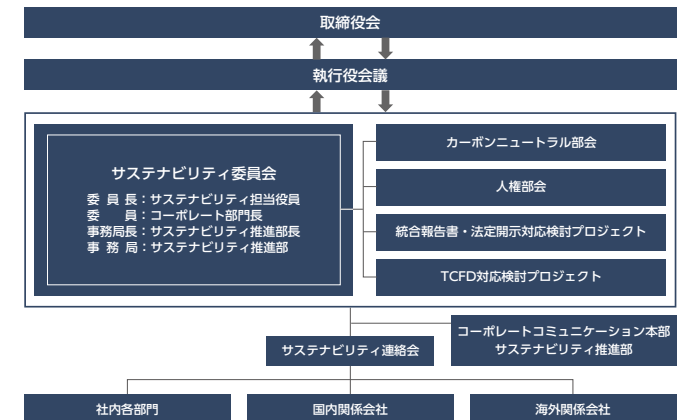 取締役会
執行役会議
サステナビリティ委員会
委員長：サステナビリティ担当役員
委　員：コーポレート部門長
事務局長：サステナビリティ推進部長
事務局：サステナビリティ推進部
カーボンニュートラル部会
人権部会
統合報告書・法定開示対応検討プロジェクト
TCFD対応検討プロジェクト
コーポレートコミュニケーション本部
サステナビリティ推進部
サステナビリティ連絡会
社内各部門
国内関係会社
海外関係会社